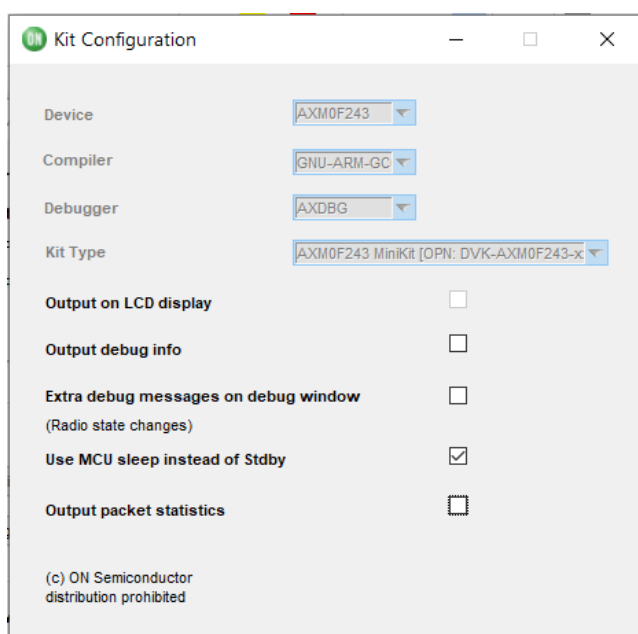 ON Kit Configuration
Device AXM0F243
Compiler GNU-ARM-GC
Debugger AXDBG
Kit Type AXM0F243 MiniKit [OPN: DVK-AXM0F243-x
Output on LCD display
Output debug info
Extra debug messages on debug window
(Radio state changes)
Use MCU sleep instead of Stdby
Output packet statistics
(c) ON Semiconductor
distribution prohibited